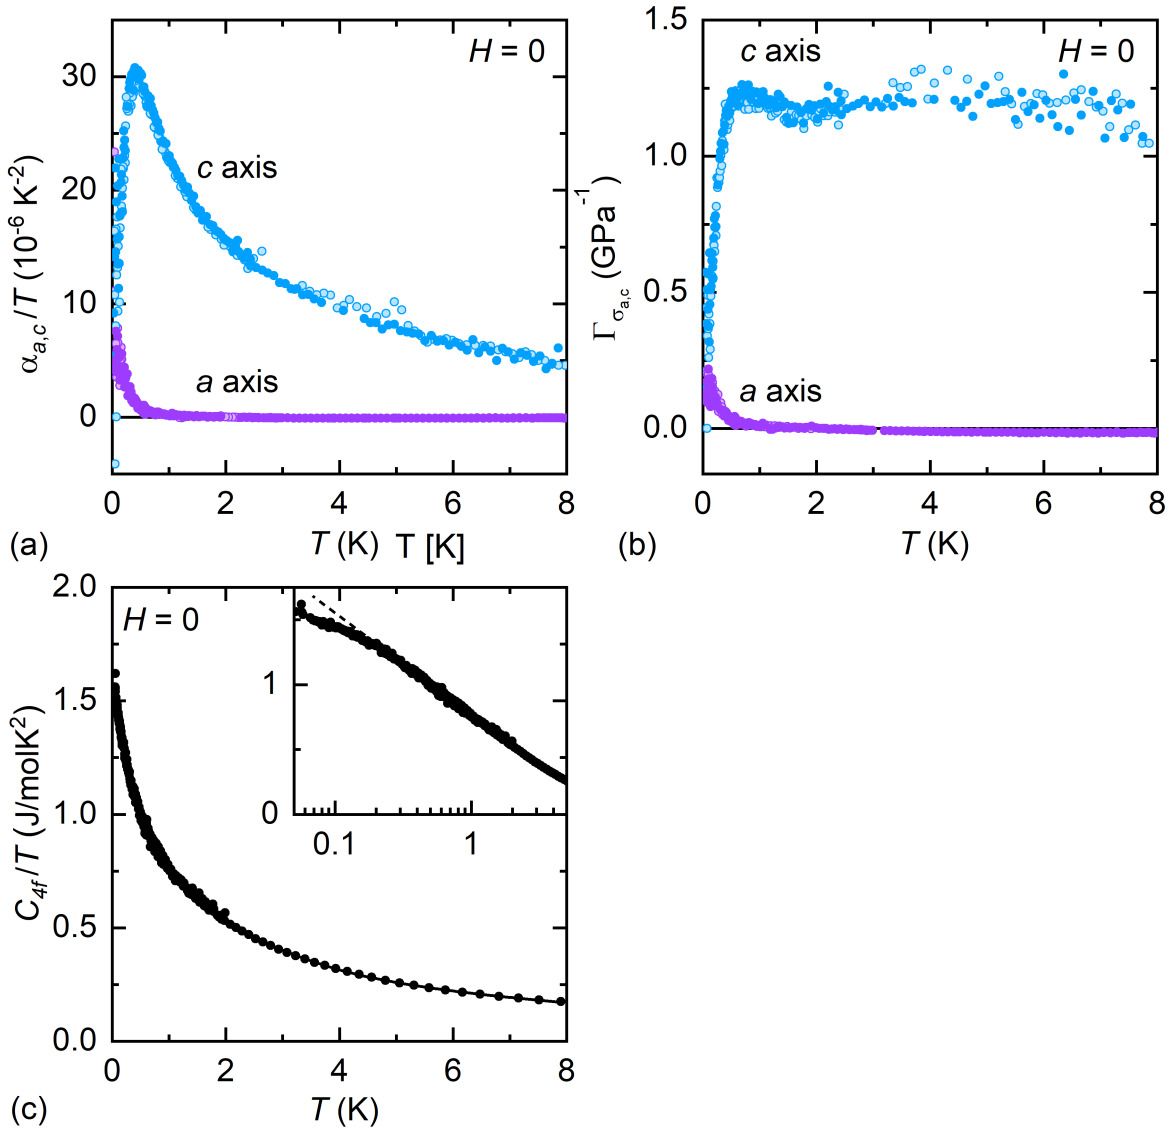 H = 0
c axis
a axis
30
20
10
0
α_{a,c}/T (10^{-6} K^{-2})
0 2 4 6 8
T (K) T [K]
(a)
H = 0
c axis
a axis
1.5
1.0
0.5
0.0
Γ_{σ_{a,c}} (GPa^{-1})
0 2 4 6 8
T (K)
(b)
H = 0
2.0
1.5
1.0
0.5
0.0
C_{4f}/T (J/molK^2)
1
0
0.1 1
0 2 4 6 8
T (K)
(c)